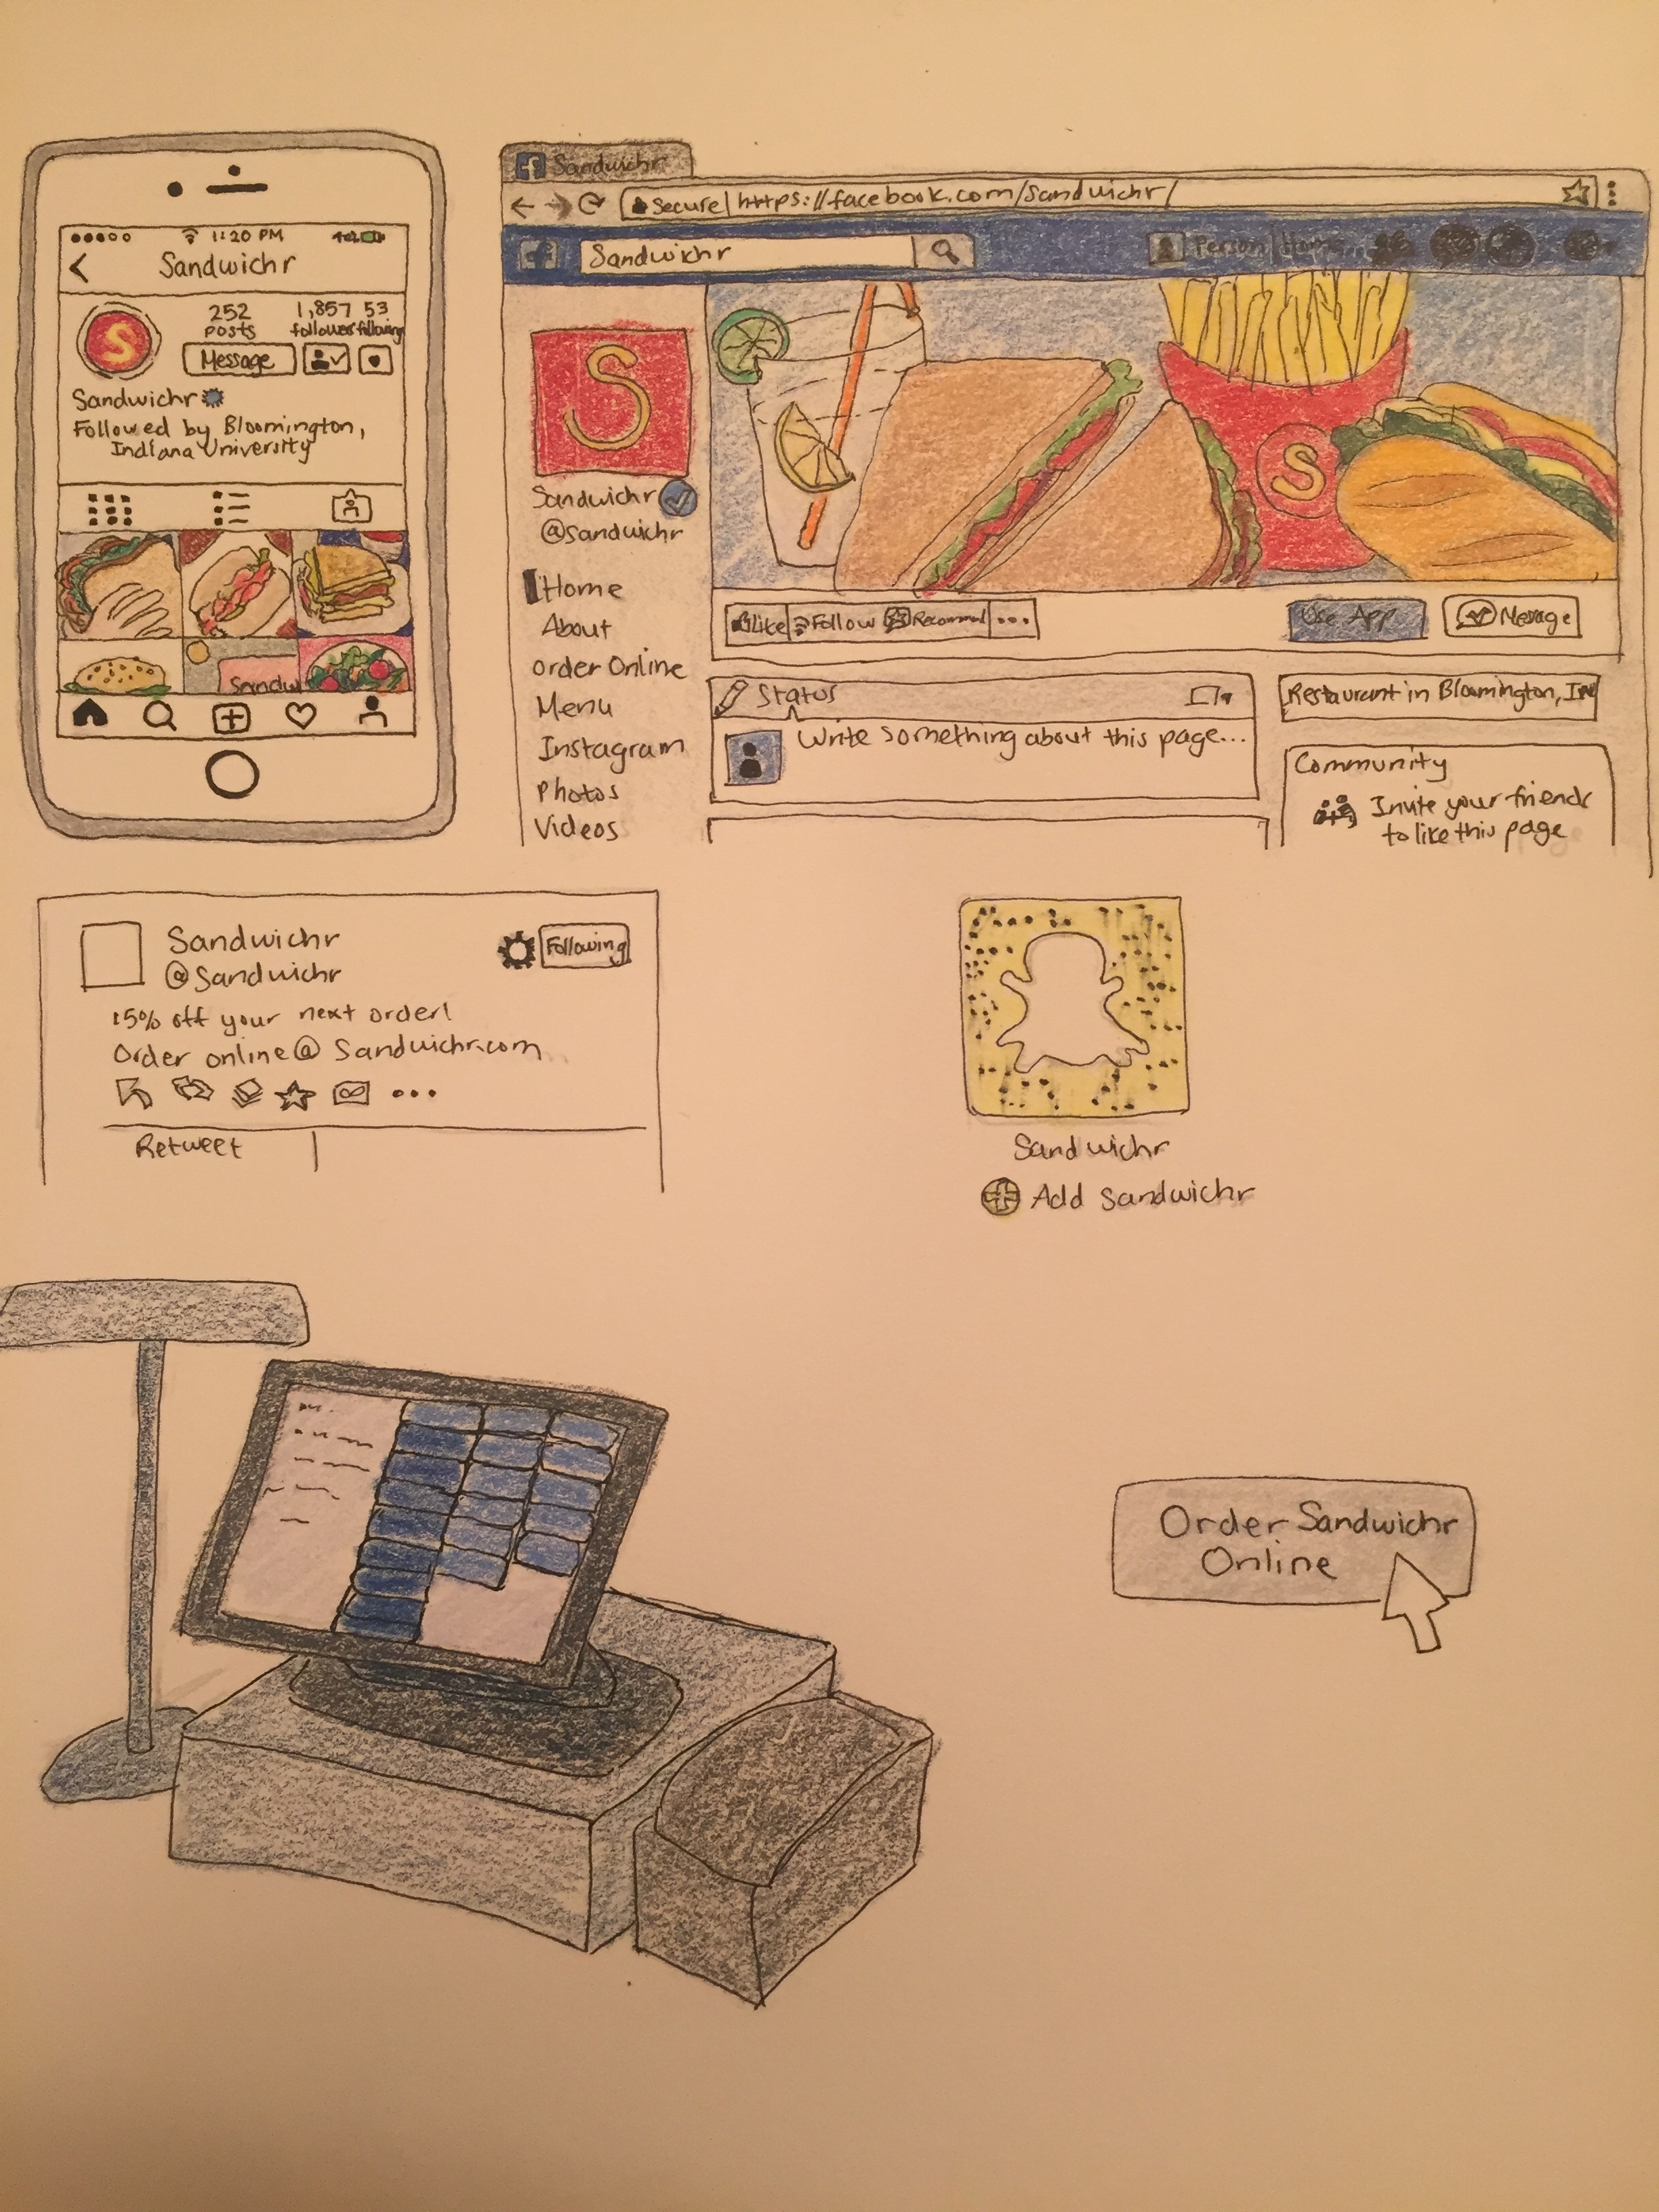 1:20 PM
Sandwichr
252 posts
1,857 followers
53 following
S
Message
Sandwichr
Followed by Bloomington,
Indiana University
Sandwichr
Secure | https://facebook.com/Sandwichr/
Sandwichr
Person | Home
S
S
Sandwichr
@Sandwichr
Home
About
Order Online
Menu
Instagram
Photos
Videos
Like
Follow
...
Use App
Message
Status
Write something about this page...
Restaurant in Bloomington, IN
Community
Invite your friends
to like this page
Sandwichr
@Sandwichr
Following
15% off your next order!
Order online @ Sandwichr.com
...
Retweet
Sandwichr
Add Sandwichr
Order Sandwichr
Online